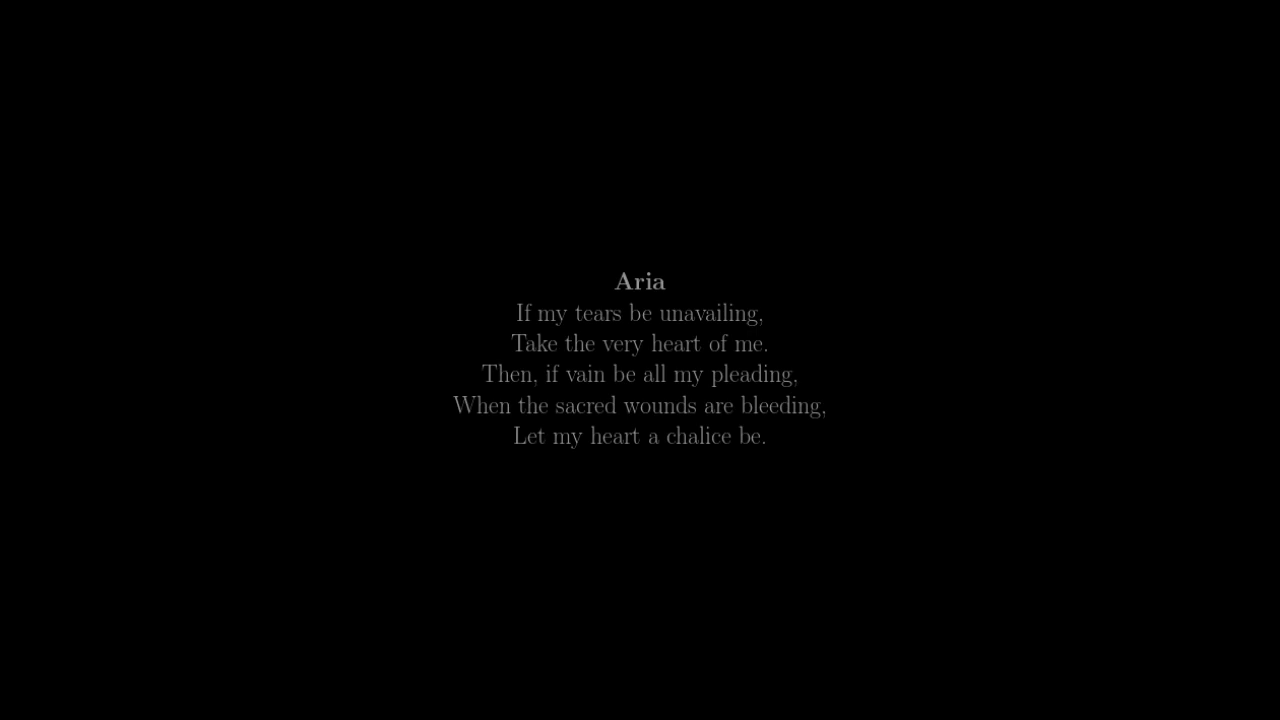 Aria
If my tears be unavailing,
Take the very heart of me.
Then, if vain be all my pleading,
When the sacred wounds are bleeding,
Let my heart a chalice be.